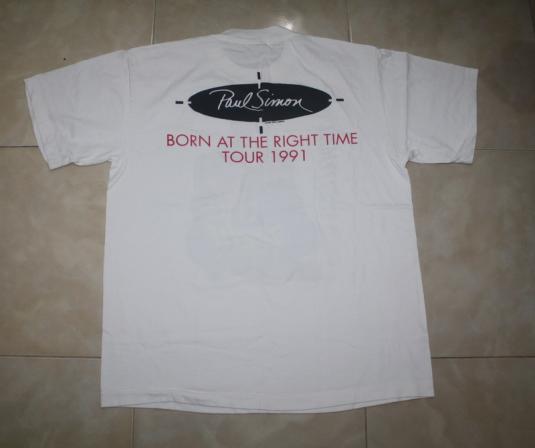 Paul Simon
BORN AT THE RIGHT TIME
TOUR 1991